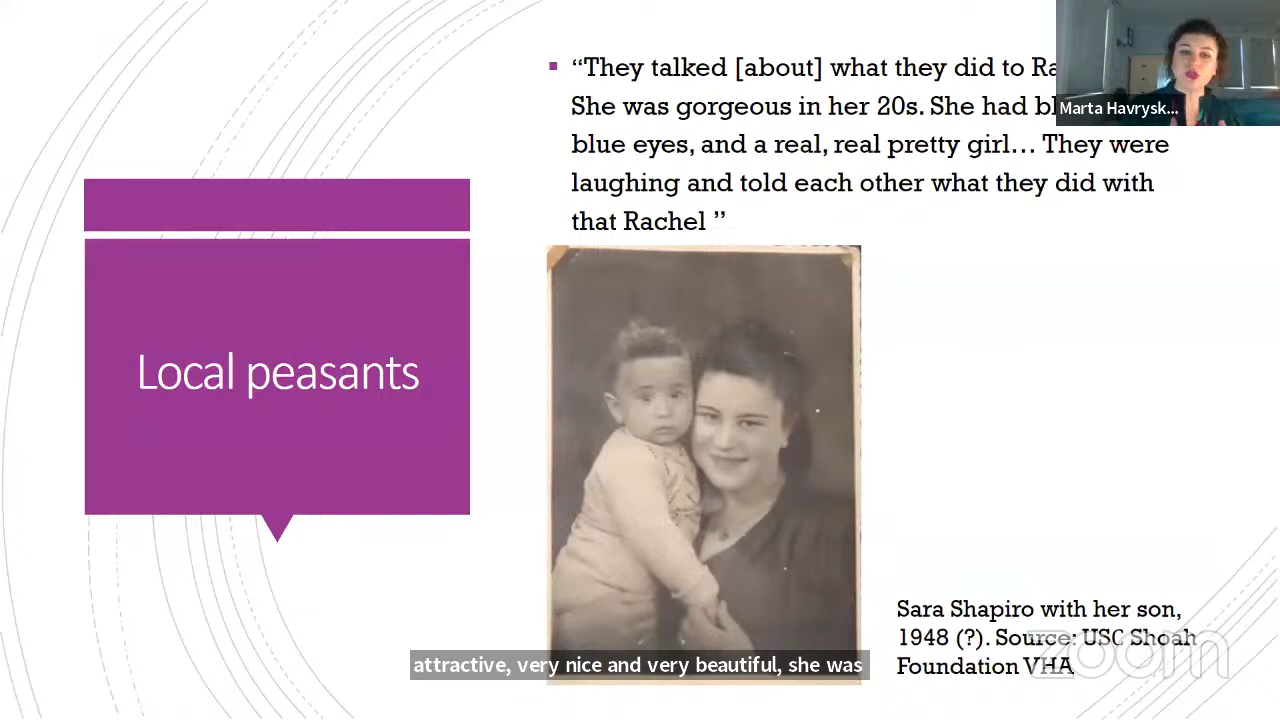 “They talked [about] what they did to
She was gorgeous in her 20s. She had
blue eyes, and a real, real pretty girl… They were
laughing and told each other what they did with
that Rachel ”
Marta Havrysk...
Local peasants
Sara Shapiro with her son,
1948 (?). Source: USC Shoah
Foundation VHA
zoom
attractive, very nice and very beautiful, she was